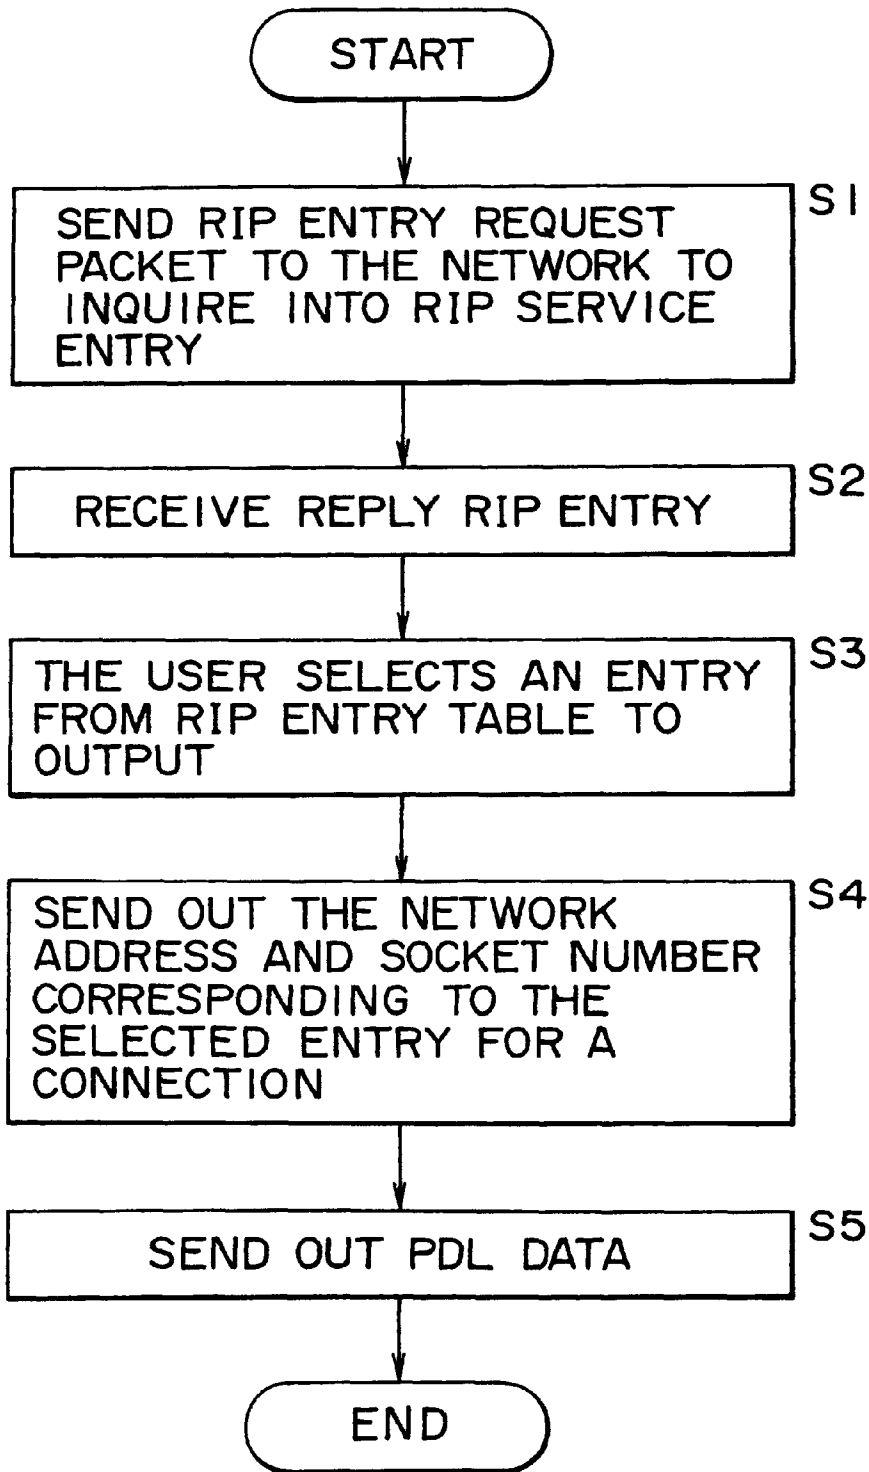 START
S1
SEND RIP ENTRY REQUEST
PACKET TO THE NETWORK TO
INQUIRE INTO RIP SERVICE
ENTRY
S2
RECEIVE REPLY RIP ENTRY
S3
THE USER SELECTS AN ENTRY
FROM RIP ENTRY TABLE TO
OUTPUT
S4
SEND OUT THE NETWORK
ADDRESS AND SOCKET NUMBER
CORRESPONDING TO THE
SELECTED ENTRY FOR A
CONNECTION
S5
SEND OUT PDL DATA
END